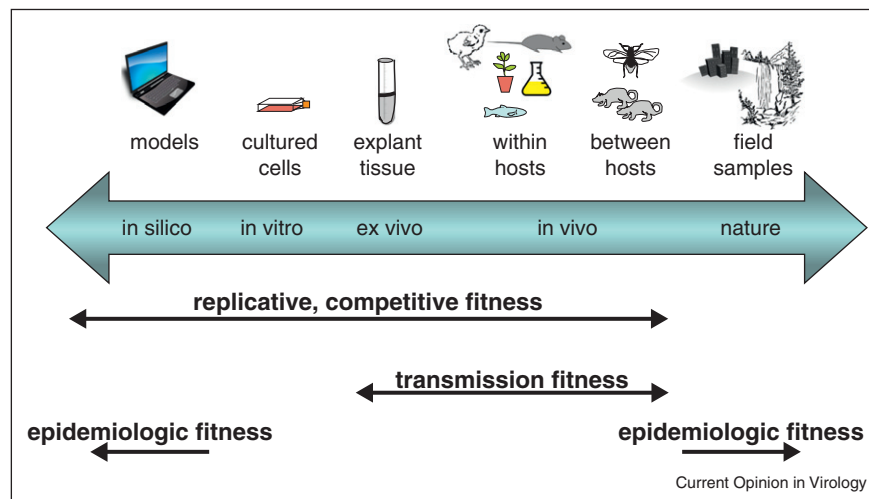 models
cultured
cells
explant
tissue
within
hosts
between
hosts
field
samples
in silico
in vitro
ex vivo
in vivo
nature
replicative, competitive fitness
transmission fitness
epidemiologic fitness
epidemiologic fitness
Current Opinion in Virology